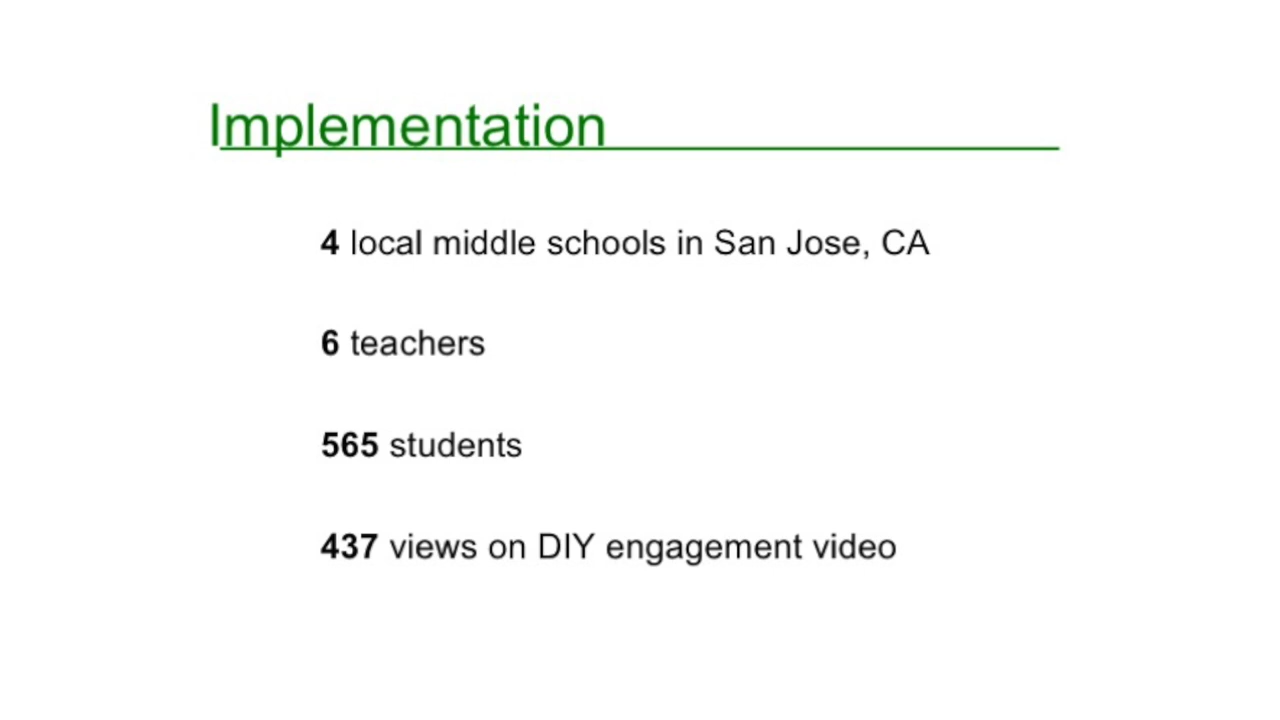 Implementation
4 local middle schools in San Jose, CA
6 teachers
565 students
437 views on DIY engagement video